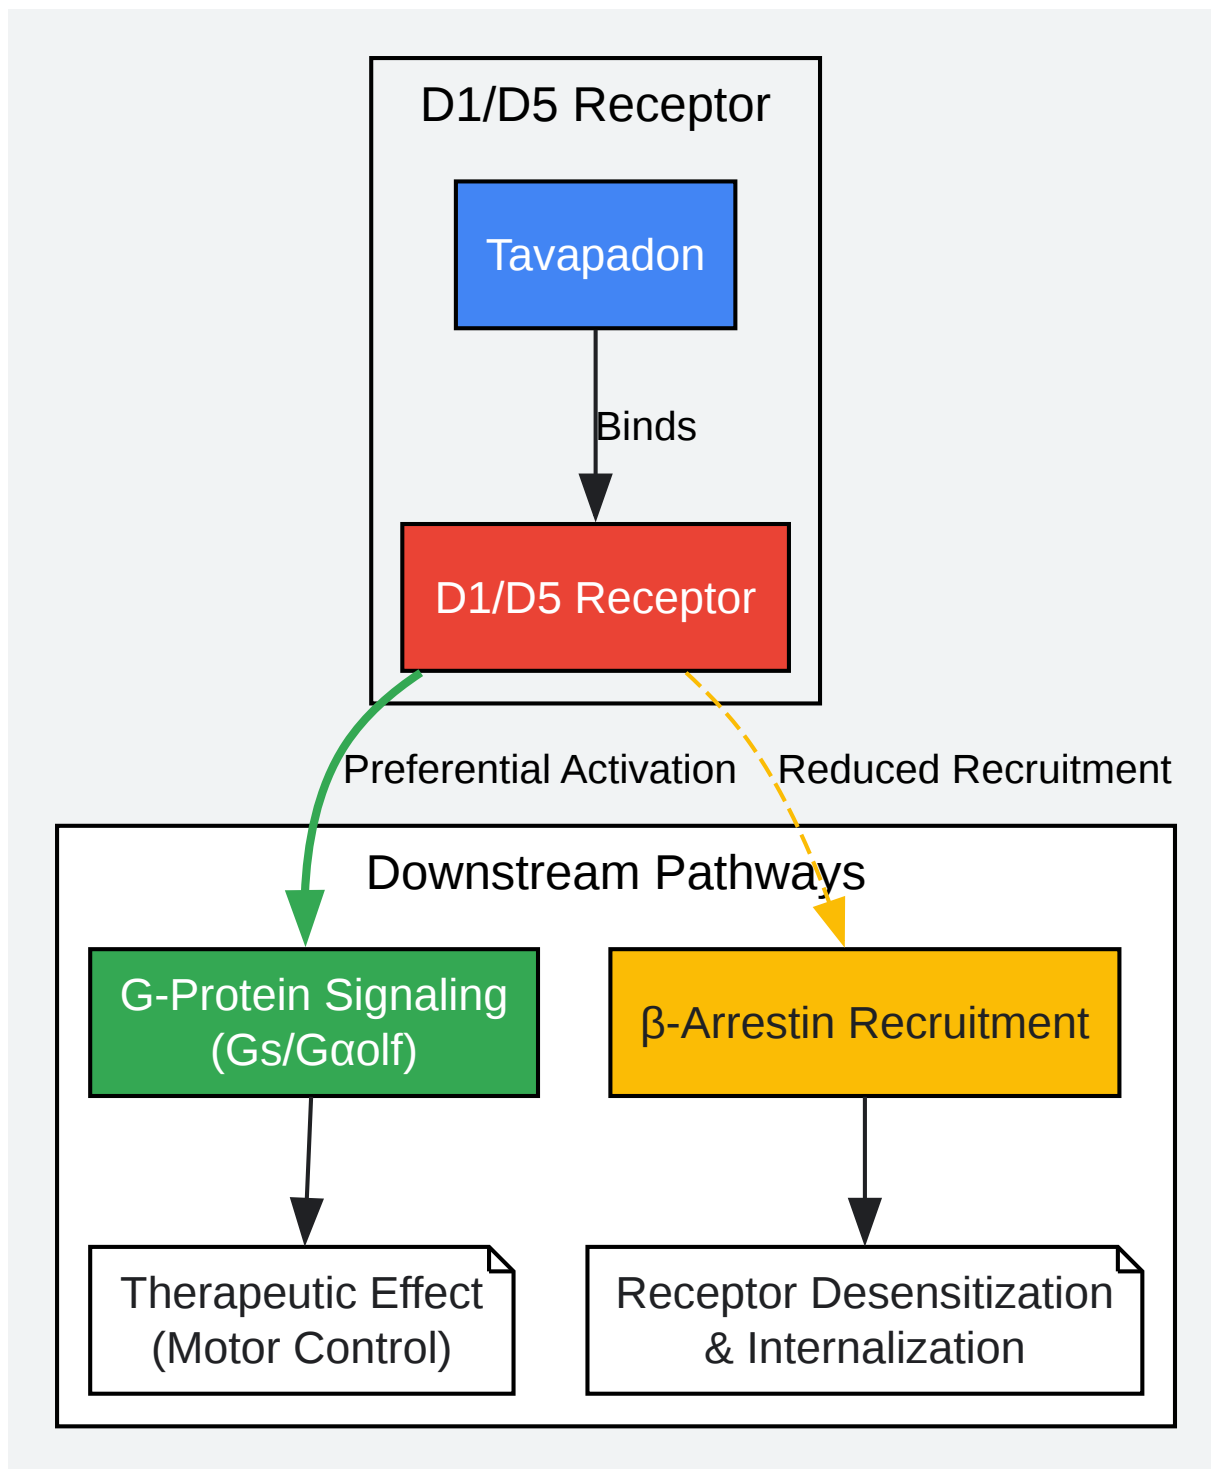 D1/D5 Receptor
Tavapadon
Binds
D1/D5 Receptor
Preferential Activation
Reduced Recruitment
Downstream Pathways
G-Protein Signaling
(Gs/Gαolf)
β-Arrestin Recruitment
Therapeutic Effect
(Motor Control)
Receptor Desensitization
& Internalization